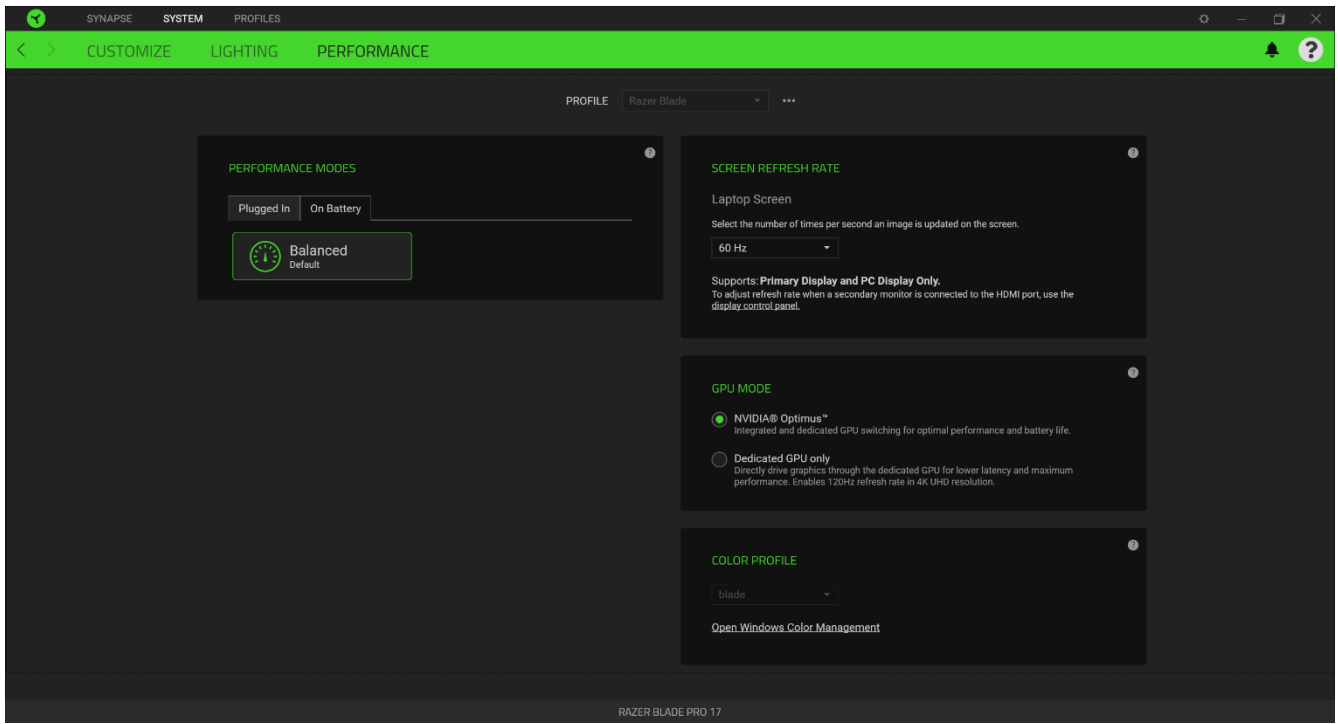 SYNAPSE SYSTEM PROFILES
CUSTOMIZE LIGHTING PERFORMANCE
PROFILE Razer Blade
PERFORMANCE MODES
Plugged In On Battery
Balanced
Default
SCREEN REFRESH RATE
Laptop Screen
Select the number of times per second an image is updated on the screen.
60 Hz
Supports: Primary Display and PC Display Only.
To adjust refresh rate when a secondary monitor is connected to the HDMI port, use the
display control panel.
GPU MODE
NVIDIA® Optimus™
Integrated and dedicated GPU switching for optimal performance and battery life.
Dedicated GPU only
Directly drive graphics through the dedicated GPU for lower latency and maximum
performance. Enables 120Hz refresh rate in 4K UHD resolution.
COLOR PROFILE
blade
Open Windows Color Management
RAZER BLADE PRO 17